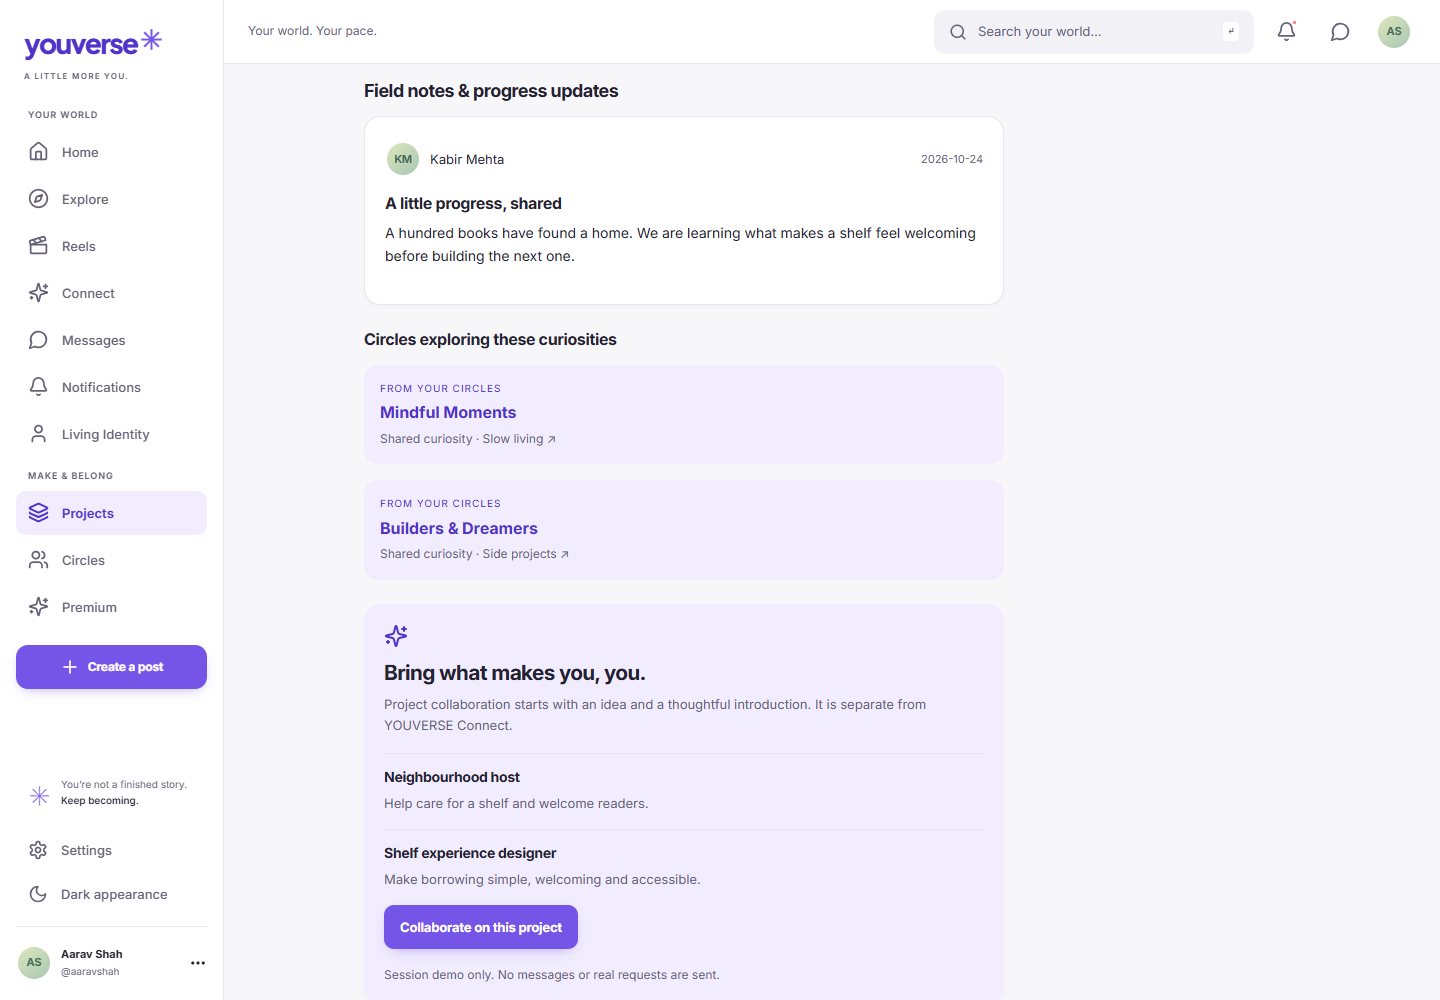 youverse
A LITTLE MORE YOU.
YOUR WORLD
Home
Explore
Reels
Connect
Messages
Notifications
Living Identity
MAKE & BELONG
Projects
Circles
Premium
Create a post
You're not a finished story.
Keep becoming.
Settings
Dark appearance
AS
Aarav Shah
@aaravshah
Your world. Your pace.
Search your world...
AS
Field notes & progress updates
KM
Kabir Mehta
2026-10-24
A little progress, shared
A hundred books have found a home. We are learning what makes a shelf feel welcoming
before building the next one.
Circles exploring these curiosities
FROM YOUR CIRCLES
Mindful Moments
Shared curiosity · Slow living ↗
FROM YOUR CIRCLES
Builders & Dreamers
Shared curiosity · Side projects ↗
Bring what makes you, you.
Project collaboration starts with an idea and a thoughtful introduction. It is separate from
YOUVERSE Connect.
Neighbourhood host
Help care for a shelf and welcome readers.
Shelf experience designer
Make borrowing simple, welcoming and accessible.
Collaborate on this project
Session demo only. No messages or real requests are sent.